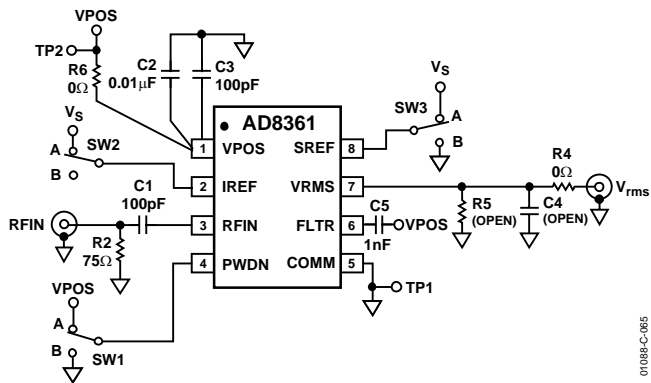 VPOS
TP2
R6
0Ω
C2
0.01µF
C3
100pF
VS
A
SW2
B
AD8361
1 VPOS
2 IREF
3 RFIN
4 PWDN
SREF 8
VRMS 7
FLTR 6
COMM 5
VS
SW3
A
B
R4
0Ω
Vrms
R5
(OPEN)
C4
(OPEN)
C5
1nF
VPOS
TP1
C1
100pF
RFIN
R2
75Ω
VPOS
A
B
SW1
01088-C-065